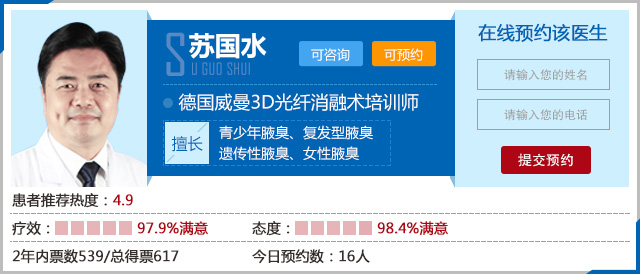 苏国水
SU GUO SHUI
可咨询
可预约
德国威曼3D光纤消融术培训师
擅长
青少年腋臭、复发型腋臭
遗传性腋臭、女性腋臭
在线预约该医生
请输入您的姓名
请输入您的电话
提交预约
患者推荐热度：4.9
疗效： 97.9%满意
态度： 98.4%满意
2年内票数539/总得票617
今日预约数：16人